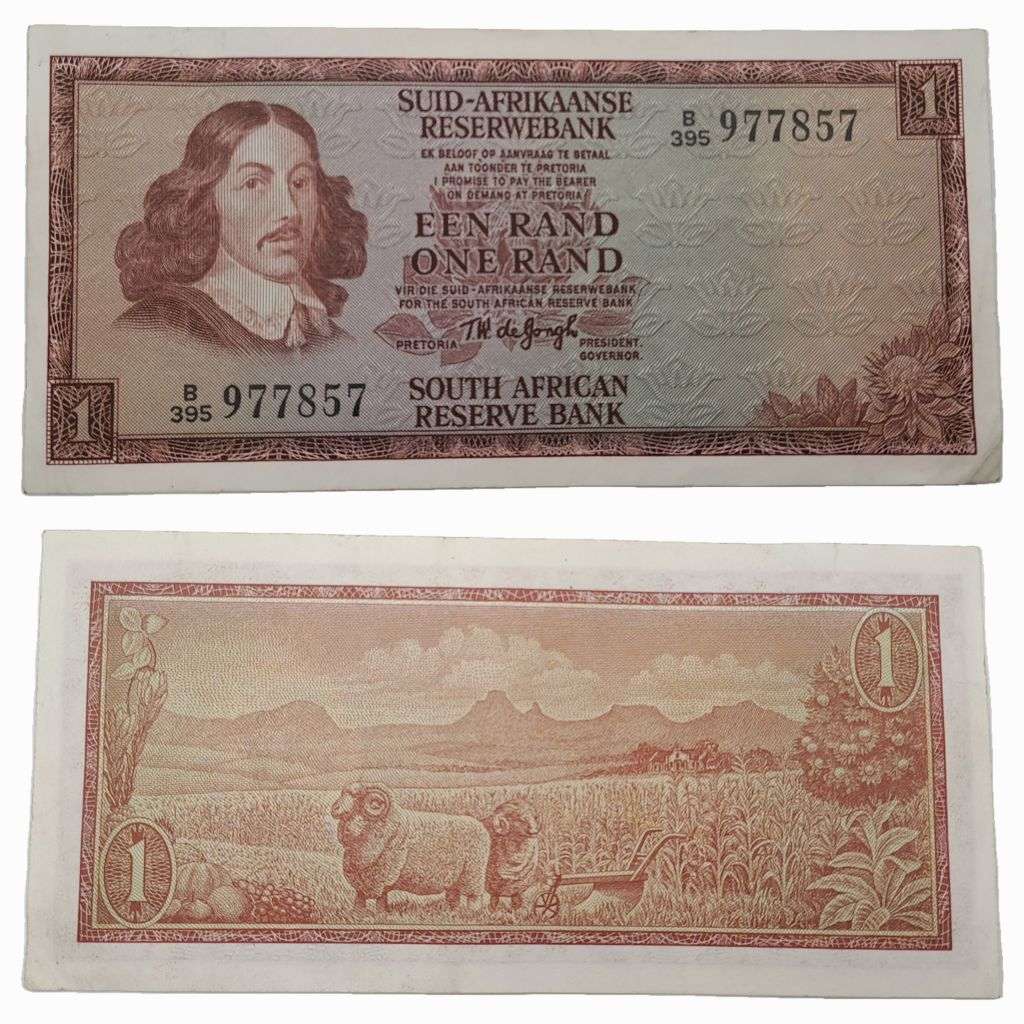 SUID-AFRIKAANSE
RESERWEBANK
B
395 977857
1
EK BELOOF OP AANVRAAG TE BETAAL
AAN TOONDER TE PRETORIA
I PROMISE TO PAY THE BEARER
ON DEMAND AT PRETORIA
EEN RAND
ONE RAND
VIR DIE SUID-AFRIKAANSE RESERWEBANK
FOR THE SOUTH AFRICAN RESERVE BANK
PRETORIA T.W. de Jongh PRESIDENT.
GOVERNOR.
1
B
395 977857
SOUTH AFRICAN
RESERVE BANK
1
1